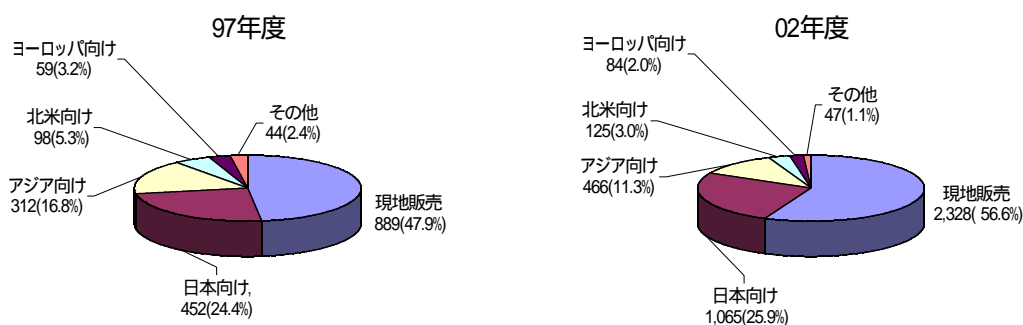 97年度
ヨーロッパ向け
59(3.2%)
北米向け
98(5.3%)
アジア向け
312(16.8%)
その他
44(2.4%)
現地販売
889(47.9%)
日本向け,
452(24.4%)
02年度
ヨーロッパ向け
84(2.0%)
北米向け
125(3.0%)
アジア向け
466(11.3%)
その他
47(1.1%)
現地販売
2,328( 56.6%)
日本向け
1,065(25.9%)